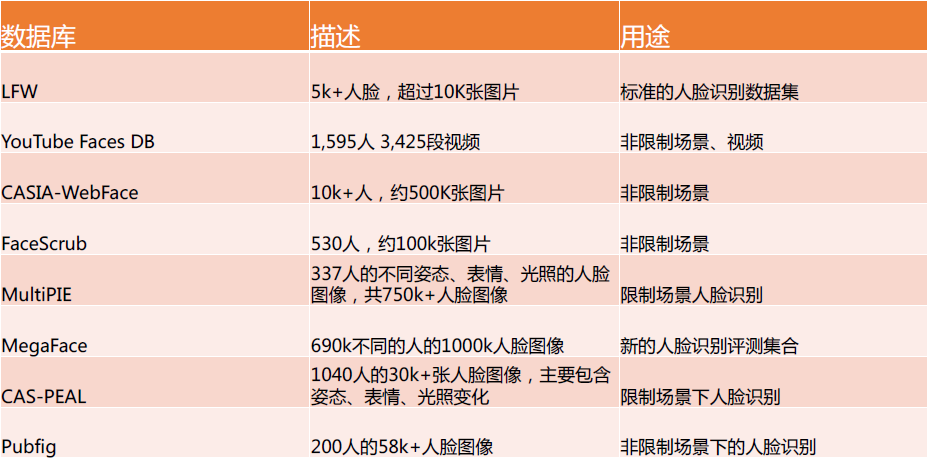 数据库 描述 用途
LFW 5k+人脸，超过10K张图片 标准的人脸识别数据集
YouTube Faces DB 1,595人 3,425段视频 非限制场景、视频
CASIA-WebFace 10k+人，约500K张图片 非限制场景
FaceScrub 530人，约100k张图片 非限制场景
MultiPIE 337人的不同姿态、表情、光照的人脸
图像，共750k+人脸图像 限制场景人脸识别
MegaFace 690k不同的人的1000k人脸图像 新的人脸识别评测集合
CAS-PEAL 1040人的30k+张人脸图像，主要包含
姿态、表情、光照变化 限制场景下人脸识别
Pubfig 200人的58k+人脸图像 非限制场景下的人脸识别